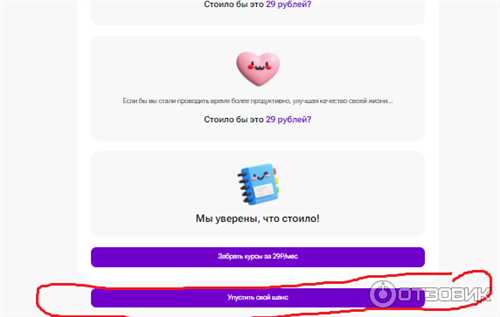 Стоило бы это 29 рублей?
Если бы вы стали проводить время более продуктивно, улучшая качество своей жизни...
Стоило бы это 29 рублей?
Мы уверены, что стоило!
Забрать курсы за 29Р/мес
Упустить свой шанс
ОТЗОВИК